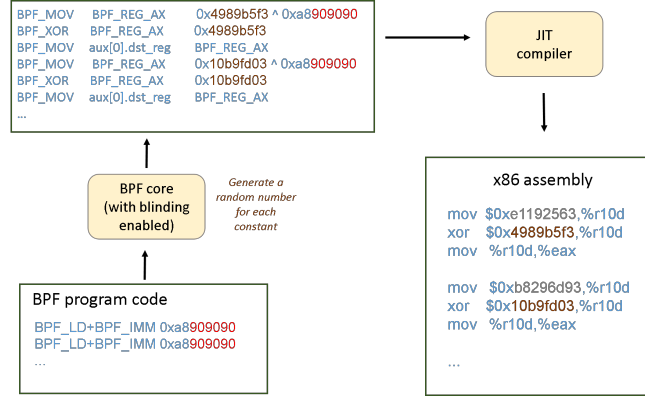 BPF_MOV BPF_REG_AX 0x4989b5f3 ^ 0xa8909090
BPF_XOR BPF_REG_AX 0x4989b5f3
BPF_MOV aux[0].dst_reg BPF_REG_AX
BPF_MOV BPF_REG_AX 0x10b9fd03 ^ 0xa8909090
BPF_XOR BPF_REG_AX 0x10b9fd03
BPF_MOV aux[0].dst_reg BPF_REG_AX
...
JIT
compiler
BPF core
(with blinding
enabled)
Generate a
random number
for each
constant
BPF program code
BPF_LD+BPF_IMM 0xa8909090
BPF_LD+BPF_IMM 0xa8909090
...
x86 assembly
mov $0xe1192563,%r10d
xor $0x4989b5f3,%r10d
mov %r10d,%eax
mov $0xb8296d93,%r10d
xor $0x10b9fd03,%r10d
mov %r10d,%eax
...